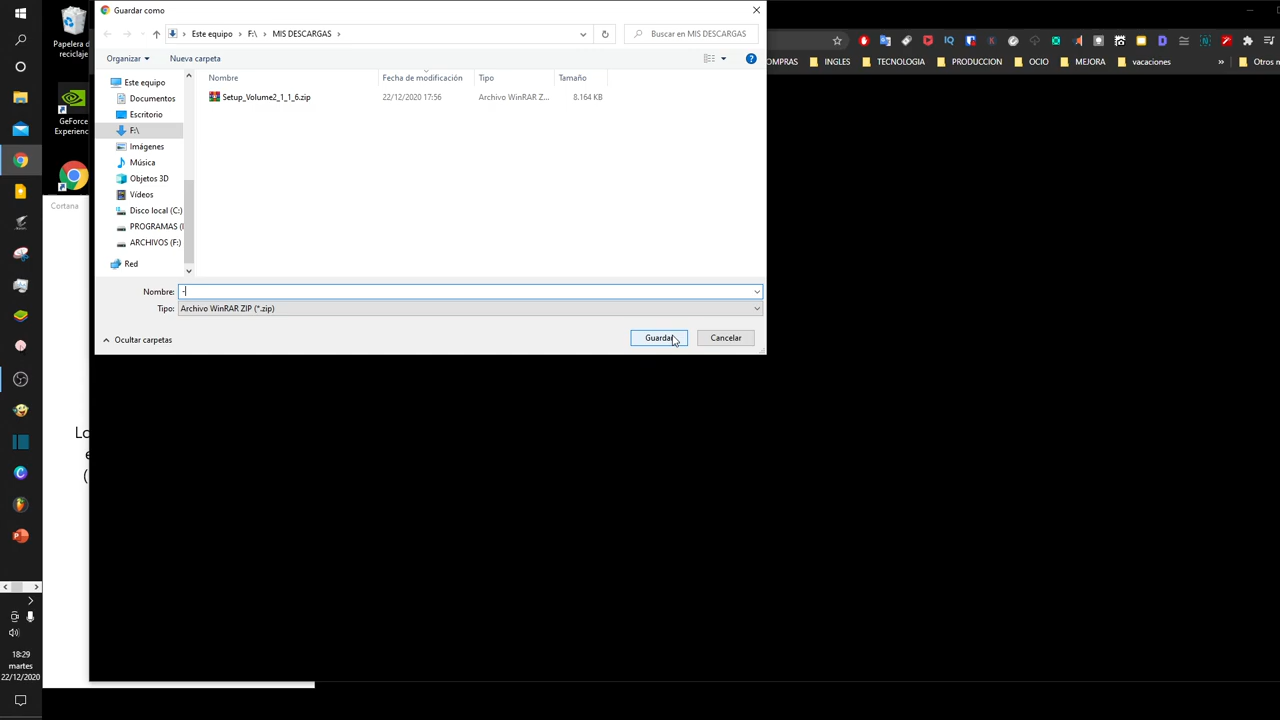 Guardar como
Este equipo > F:\ > MIS DESCARGAS >
Buscar en MIS DESCARGAS
Organizar
Nueva carpeta
Nombre
Fecha de modificación
Tipo
Tamaño
Setup_Volume2_1_1_6.zip
22/12/2020 17:56
Archivo WinRAR Z...
8.164 KB
Este equipo
Documentos
Escritorio
F:\
Imágenes
Música
Objetos 3D
Vídeos
Disco local (C:)
PROGRAMAS (
ARCHIVOS (F:)
Red
Nombre:
-
Tipo:
Archivo WinRAR ZIP (*.zip)
Ocultar carpetas
Guardar
Cancelar
Papelera d
reciclaje
GeForce
Experienc
Cortana
INGLES
TECNOLOGIA
PRODUCCION
OCIO
MEJORA
vacaciones
»
Otros
18:29
martes
22/12/2020